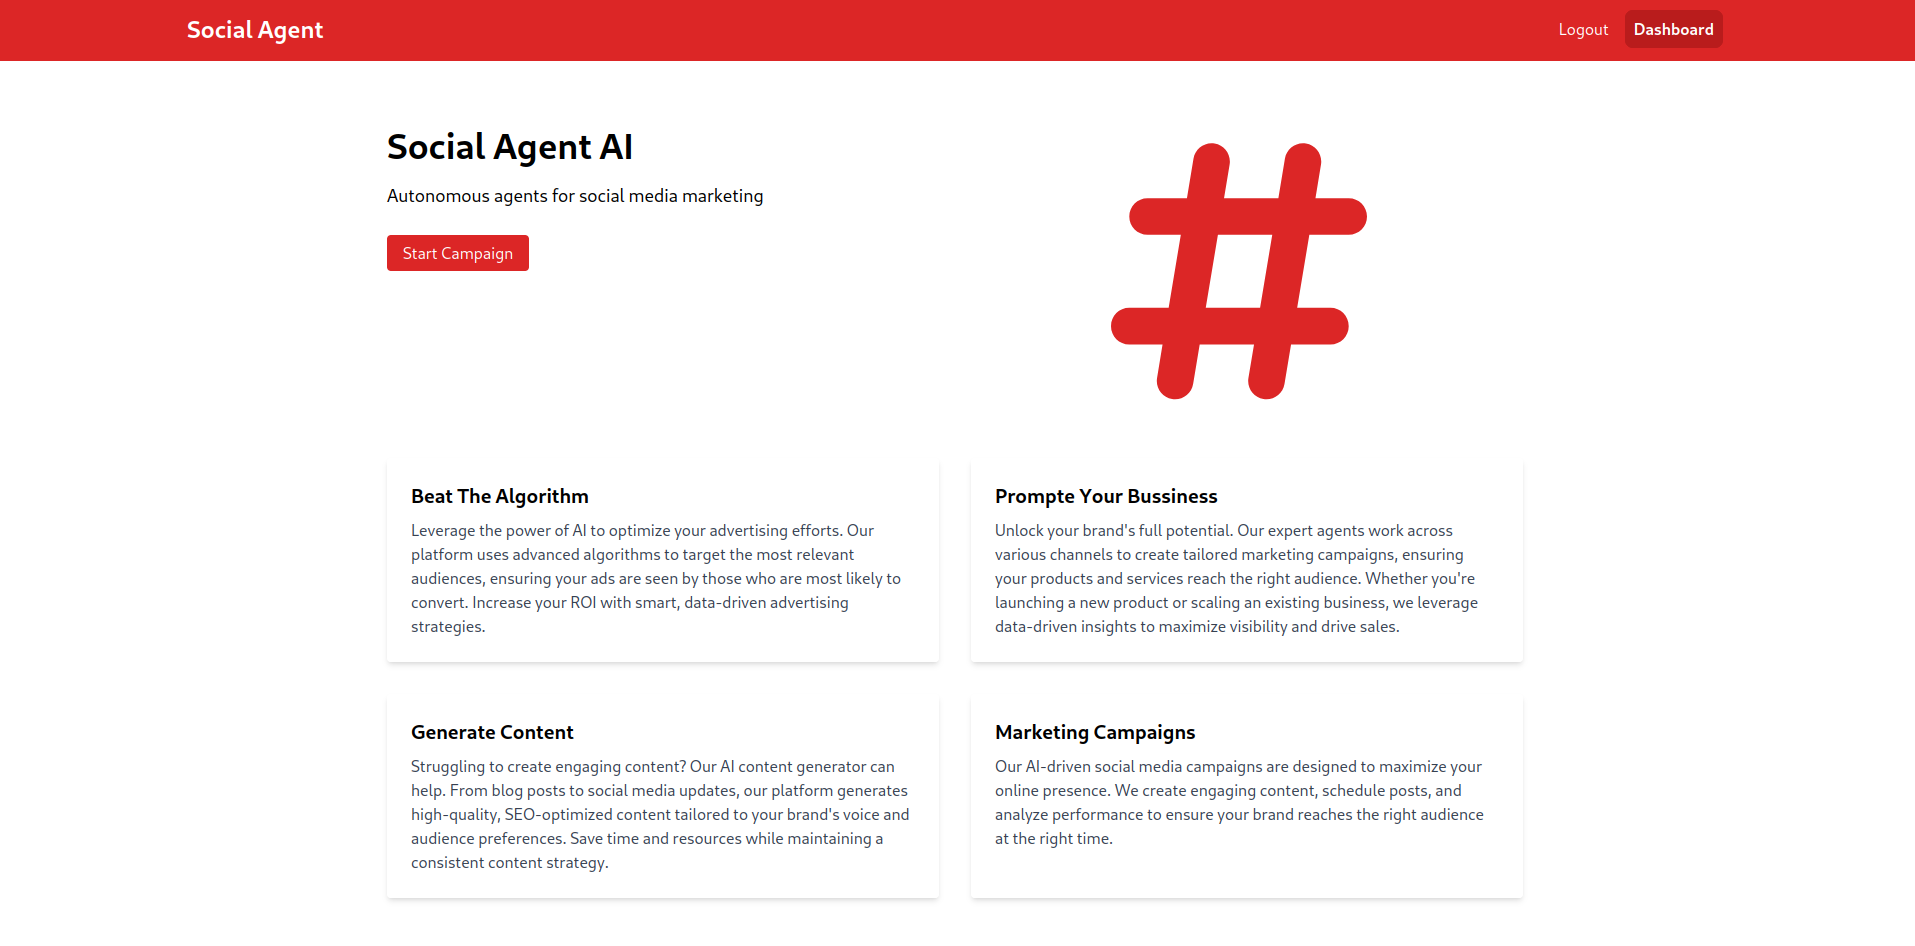 Social Agent
Logout
Dashboard
Social Agent AI
Autonomous agents for social media marketing
Start Campaign
Beat The Algorithm
Leverage the power of AI to optimize your advertising efforts. Our
platform uses advanced algorithms to target the most relevant
audiences, ensuring your ads are seen by those who are most likely to
convert. Increase your ROI with smart, data-driven advertising
strategies.
Prompte Your Bussiness
Unlock your brand's full potential. Our expert agents work across
various channels to create tailored marketing campaigns, ensuring
your products and services reach the right audience. Whether you're
launching a new product or scaling an existing business, we leverage
data-driven insights to maximize visibility and drive sales.
Generate Content
Struggling to create engaging content? Our AI content generator can
help. From blog posts to social media updates, our platform generates
high-quality, SEO-optimized content tailored to your brand's voice and
audience preferences. Save time and resources while maintaining a
consistent content strategy.
Marketing Campaigns
Our AI-driven social media campaigns are designed to maximize your
online presence. We create engaging content, schedule posts, and
analyze performance to ensure your brand reaches the right audience
at the right time.